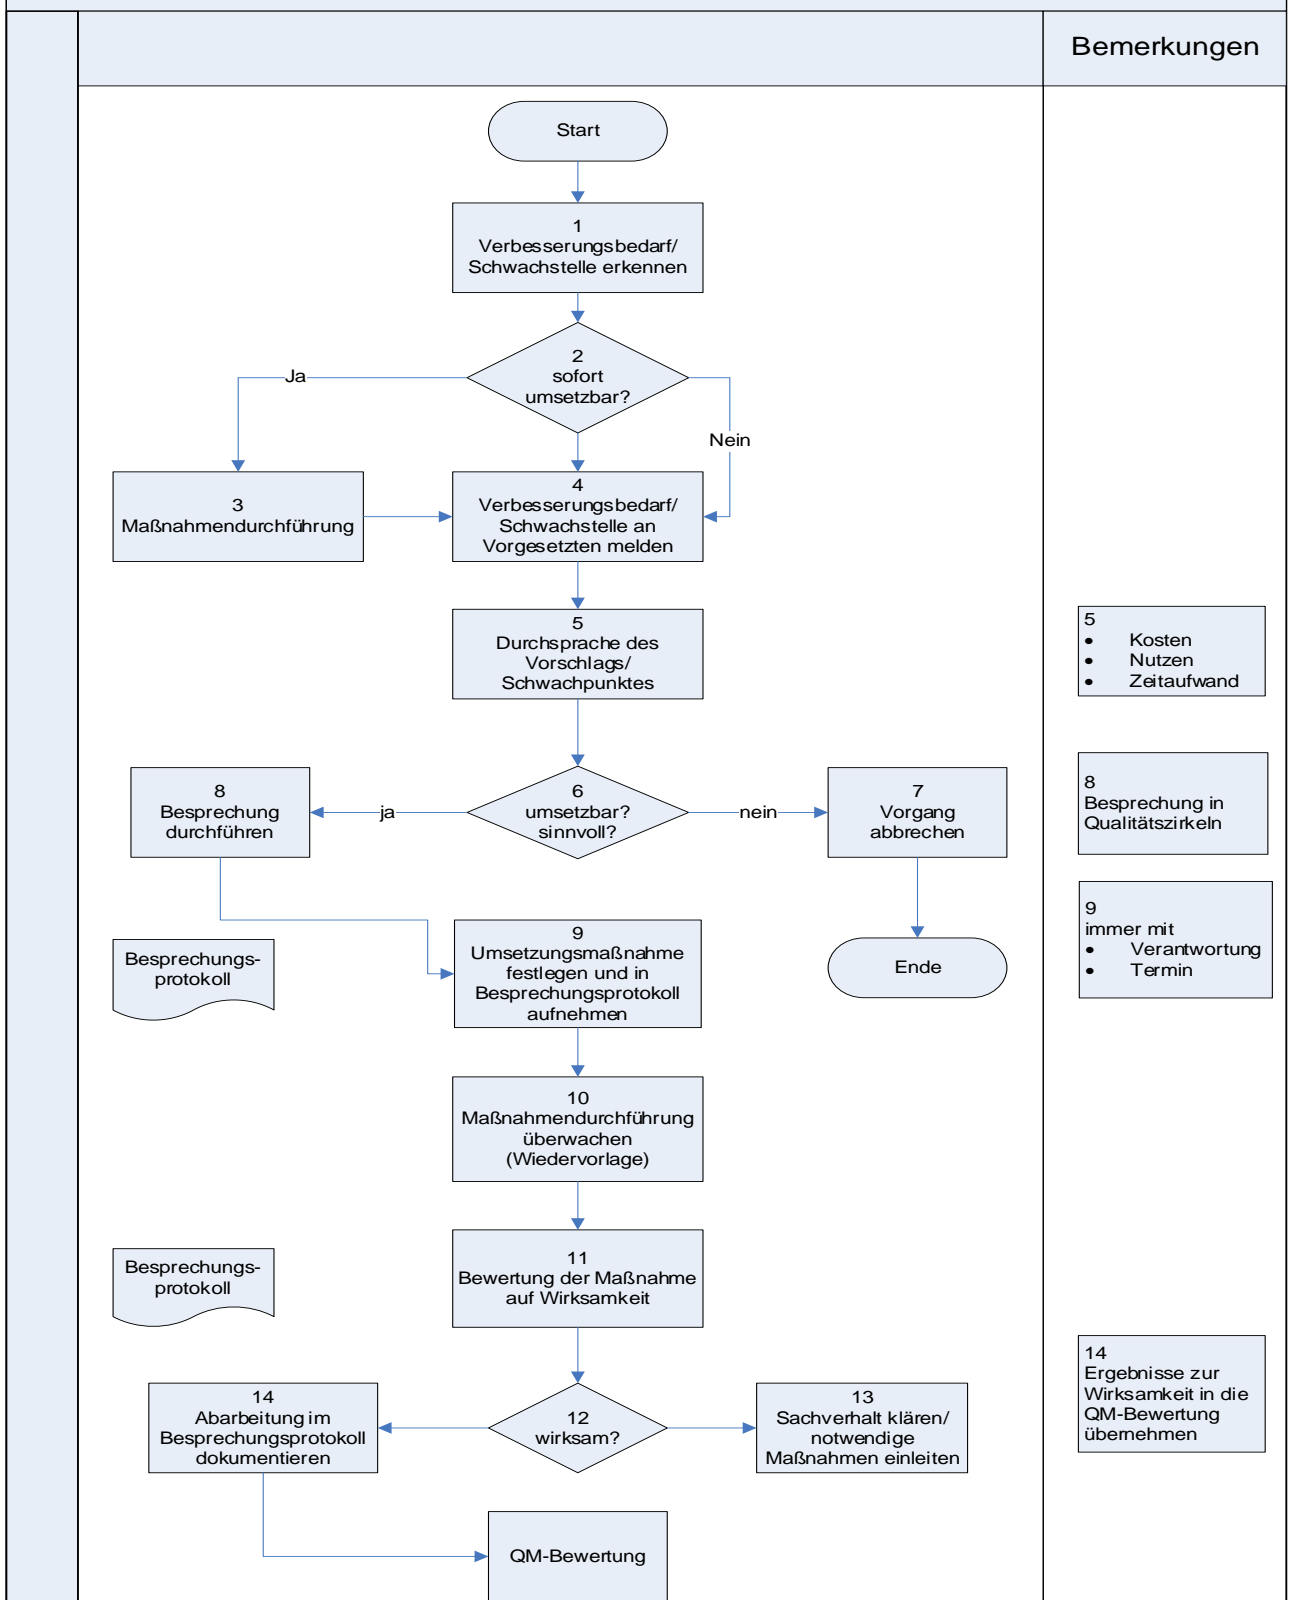 Bemerkungen
Start
1
Verbesserungsbedarf/
Schwachstelle erkennen
2
sofort
umsetzbar?
Ja
Nein
3
Maßnahmendurchführung
4
Verbesserungsbedarf/
Schwachstelle an
Vorgesetzten melden
5
Durchsprache des
Vorschlags/
Schwachpunktes
5
• Kosten
• Nutzen
• Zeitaufwand
8
Besprechung
durchführen
ja
6
umsetzbar?
sinnvoll?
nein
7
Vorgang
abbrechen
8
Besprechung in
Qualitätszirkeln
Besprechungs-
protokoll
9
Umsetzungsmaßnahme
festlegen und in
Besprechungsprotokoll
aufnehmen
Ende
9
immer mit
• Verantwortung
• Termin
10
Maßnahmendurchführung
überwachen
(Wiedervorlage)
Besprechungs-
protokoll
11
Bewertung der Maßnahme
auf Wirksamkeit
14
Abarbeitung im
Besprechungsprotokoll
dokumentieren
12
wirksam?
13
Sachverhalt klären/
notwendige
Maßnahmen einleiten
14
Ergebnisse zur
Wirksamkeit in die
QM-Bewertung
übernehmen
QM-Bewertung